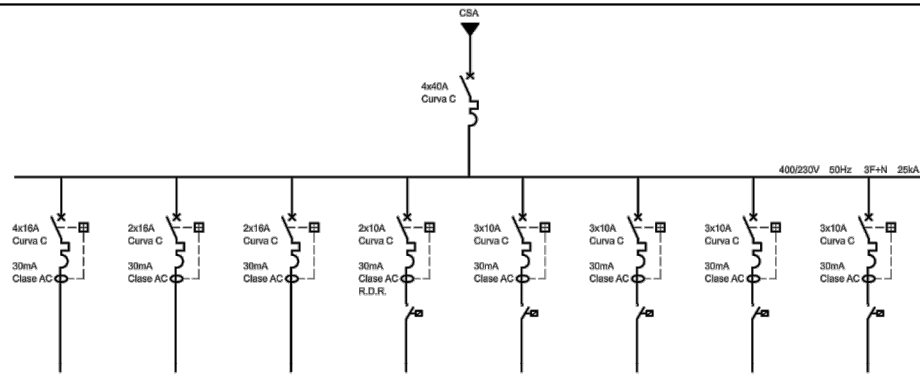 CSA
4x40A
Curva C
400/230V 50Hz 3F+N 25kA
4x16A
Curva C
30mA
Clase AC
2x16A
Curva C
30mA
Clase AC
2x16A
Curva C
30mA
Clase AC
2x10A
Curva C
30mA
Clase AC
R.D.R.
3x10A
Curva C
30mA
Clase AC
3x10A
Curva C
30mA
Clase AC
3x10A
Curva C
30mA
Clase AC
3x10A
Curva C
30mA
Clase AC